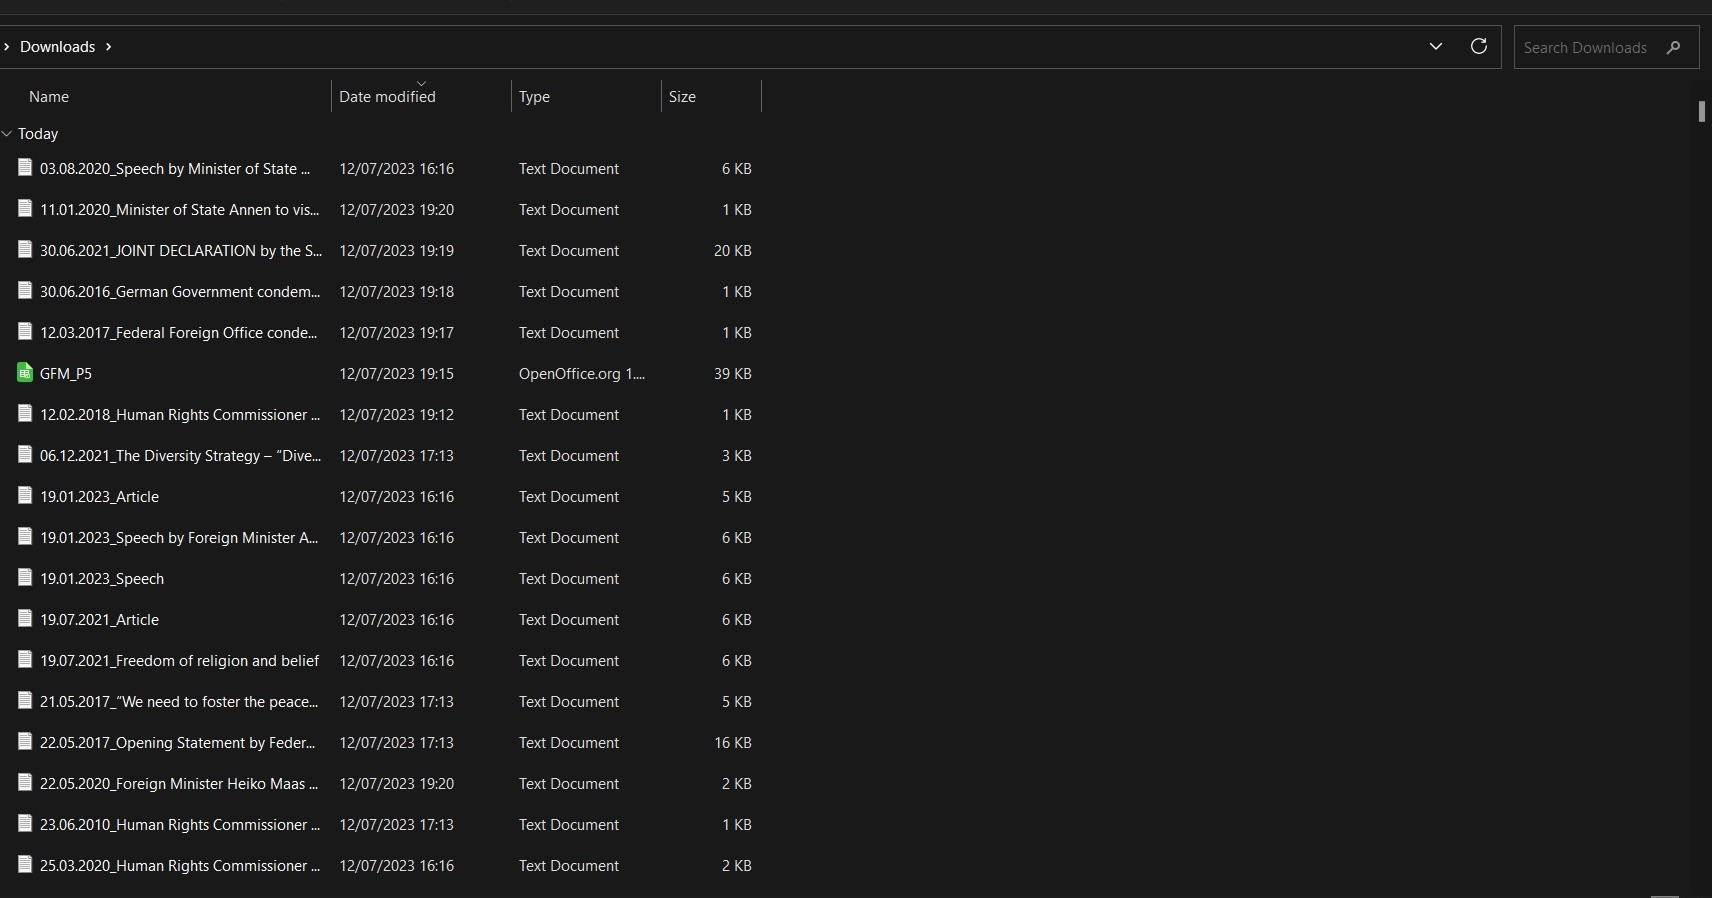 Downloads
Search Downloads
Name Date modified Type Size
Today
03.08.2020_Speech by Minister of State ... 12/07/2023 16:16 Text Document 6 KB
11.01.2020_Minister of State Annen to vis... 12/07/2023 19:20 Text Document 1 KB
30.06.2021_JOINT DECLARATION by the S... 12/07/2023 19:19 Text Document 20 KB
30.06.2016_German Government condem... 12/07/2023 19:18 Text Document 1 KB
12.03.2017_Federal Foreign Office conde... 12/07/2023 19:17 Text Document 1 KB
GFM_P5 12/07/2023 19:15 OpenOffice.org 1.... 39 KB
12.02.2018_Human Rights Commissioner ... 12/07/2023 19:12 Text Document 1 KB
06.12.2021_The Diversity Strategy – “Dive... 12/07/2023 17:13 Text Document 3 KB
19.01.2023_Article 12/07/2023 16:16 Text Document 5 KB
19.01.2023_Speech by Foreign Minister A... 12/07/2023 16:16 Text Document 6 KB
19.01.2023_Speech 12/07/2023 16:16 Text Document 6 KB
19.07.2021_Article 12/07/2023 16:16 Text Document 6 KB
19.07.2021_Freedom of religion and belief 12/07/2023 16:16 Text Document 6 KB
21.05.2017_“We need to foster the peace... 12/07/2023 17:13 Text Document 5 KB
22.05.2017_Opening Statement by Feder... 12/07/2023 17:13 Text Document 16 KB
22.05.2020_Foreign Minister Heiko Maas ... 12/07/2023 19:20 Text Document 2 KB
23.06.2010_Human Rights Commissioner ... 12/07/2023 17:13 Text Document 1 KB
25.03.2020_Human Rights Commissioner ... 12/07/2023 16:16 Text Document 2 KB